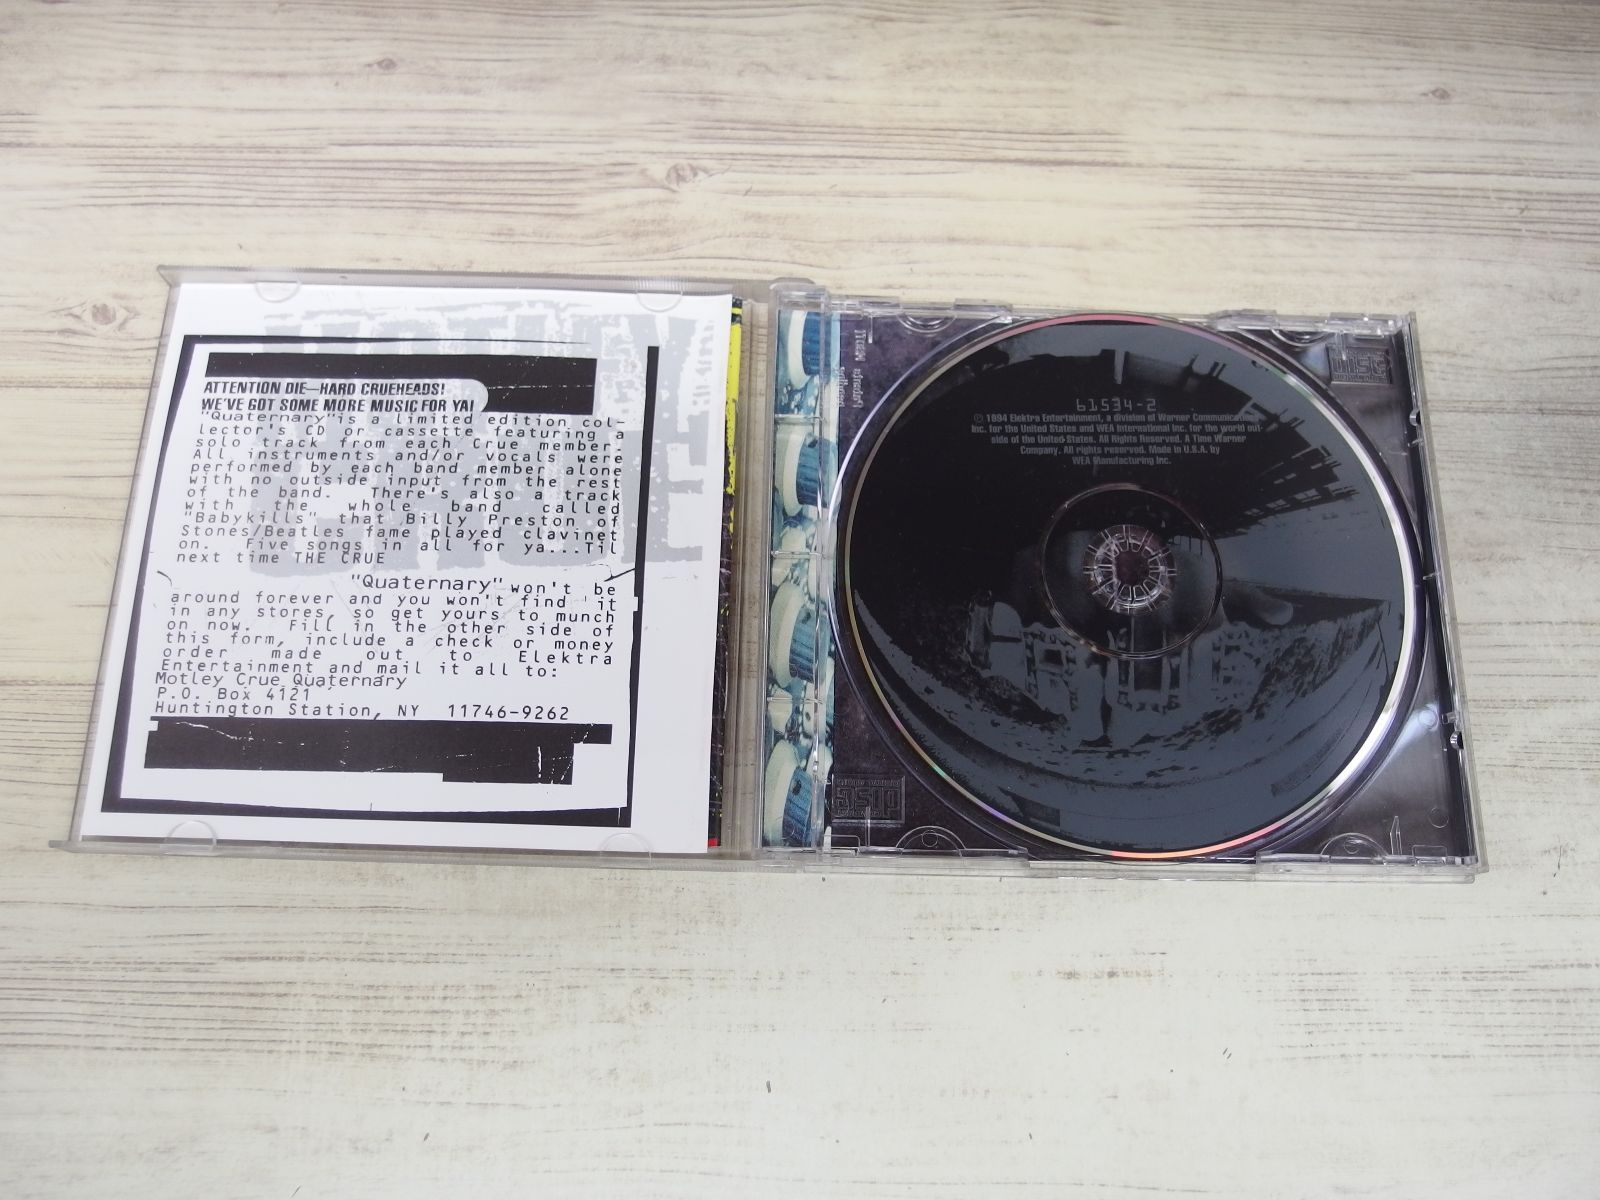 MOTLEY
CRUE
ATTENTION DIE—HARD CRUEHEADS!
WE'VE GOT SOME MORE MUSIC FOR YA!
"Quaternary" is a limited edition col-
lector's CD or cassette featuring a
solo track from each Crue member.
All instruments and/or vocals were
performed by each band member alone
with no outside input from the rest
of the band. There's also a track
with the whole band called
"Babykills" that Billy Preston of
Stones/Beatles fame played clavinet
on. Five songs in all for ya...Til
next time THE CRUE
"Quaternary" won't be
around forever and you won't find it
in any stores, so get yours to munch
on now. Fill in the other side of
this form, include a check or money
order made out to Elektra
Entertainment and mail it all to:
Motley Crue Quaternary
P.O. Box 4121
Huntington Station, NY 11746-9262
61534-2
℗ 1994 Elektra Entertainment, a division of Warner Communications
Inc. for the United States and WEA International Inc. for the world out-
side of the United States. All Rights Reserved. A Time Warner
Company. All rights reserved. Made in U.S.A. by
WEA Manufacturing Inc.
disc
disc